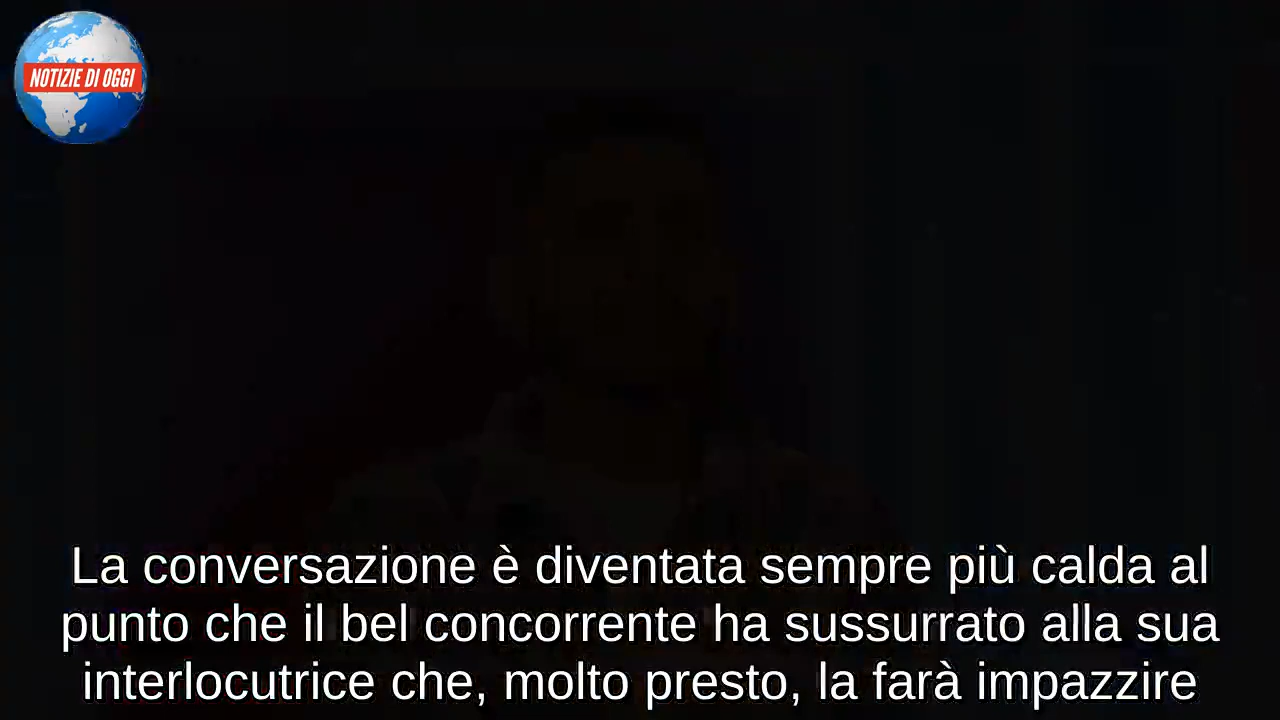 NOTIZIE DI OGGI
La conversazione è diventata sempre più calda al
punto che il bel concorrente ha sussurrato alla sua
interlocutrice che, molto presto, la farà impazzire